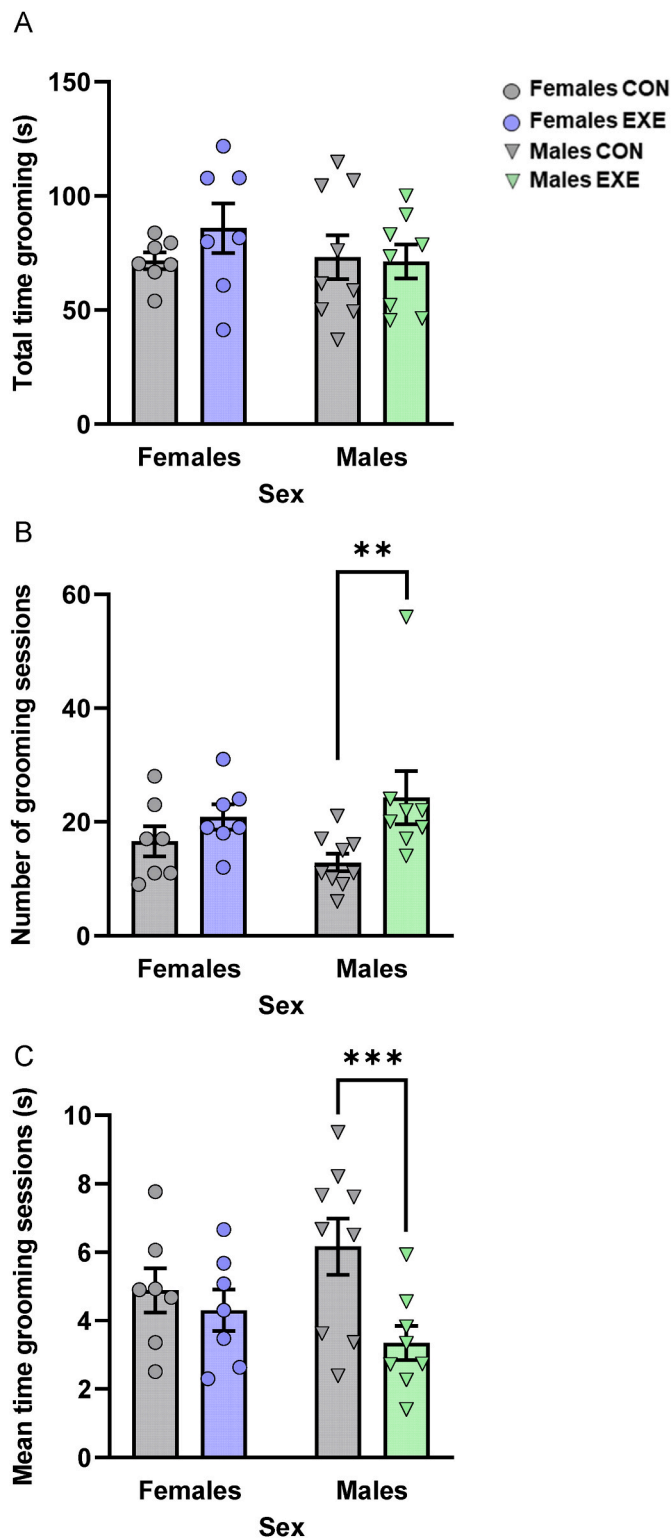 A
Total time grooming (s)
150
100
50
0
Females
Males
Sex
Females CON
Females EXE
Males CON
Males EXE
B
**
Number of grooming sessions
60
40
20
0
Females
Males
Sex
C
***
Mean time grooming sessions (s)
10
8
6
4
2
0
Females
Males
Sex